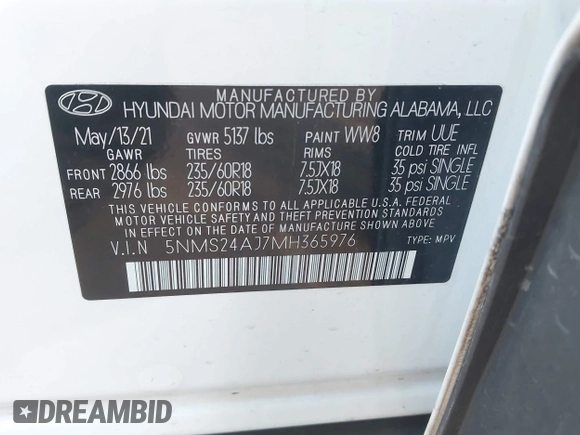 MANUFACTURED BY
HYUNDAI MOTOR MANUFACTURING ALABAMA, LLC
May/13/21 GVWR 5137 lbs PAINT WW8 TRIM UUE
GAWR TIRES RIMS COLD TIRE INFL
FRONT 2866 lbs 235/60R18 7.5JX18 35 psi SINGLE
REAR 2976 lbs 235/60R18 7.5JX18 35 psi SINGLE
THIS VEHICLE CONFORMS TO ALL APPLICABLE U.S.A. FEDERAL
MOTOR VEHICLE SAFETY AND THEFT PREVENTION STANDARDS
IN EFFECT ON THE DATE OF MANUFACTURE SHOWN ABOVE
V.I.N 5NMS24AJ7MH365976 TYPE: MPV
DREAMBID